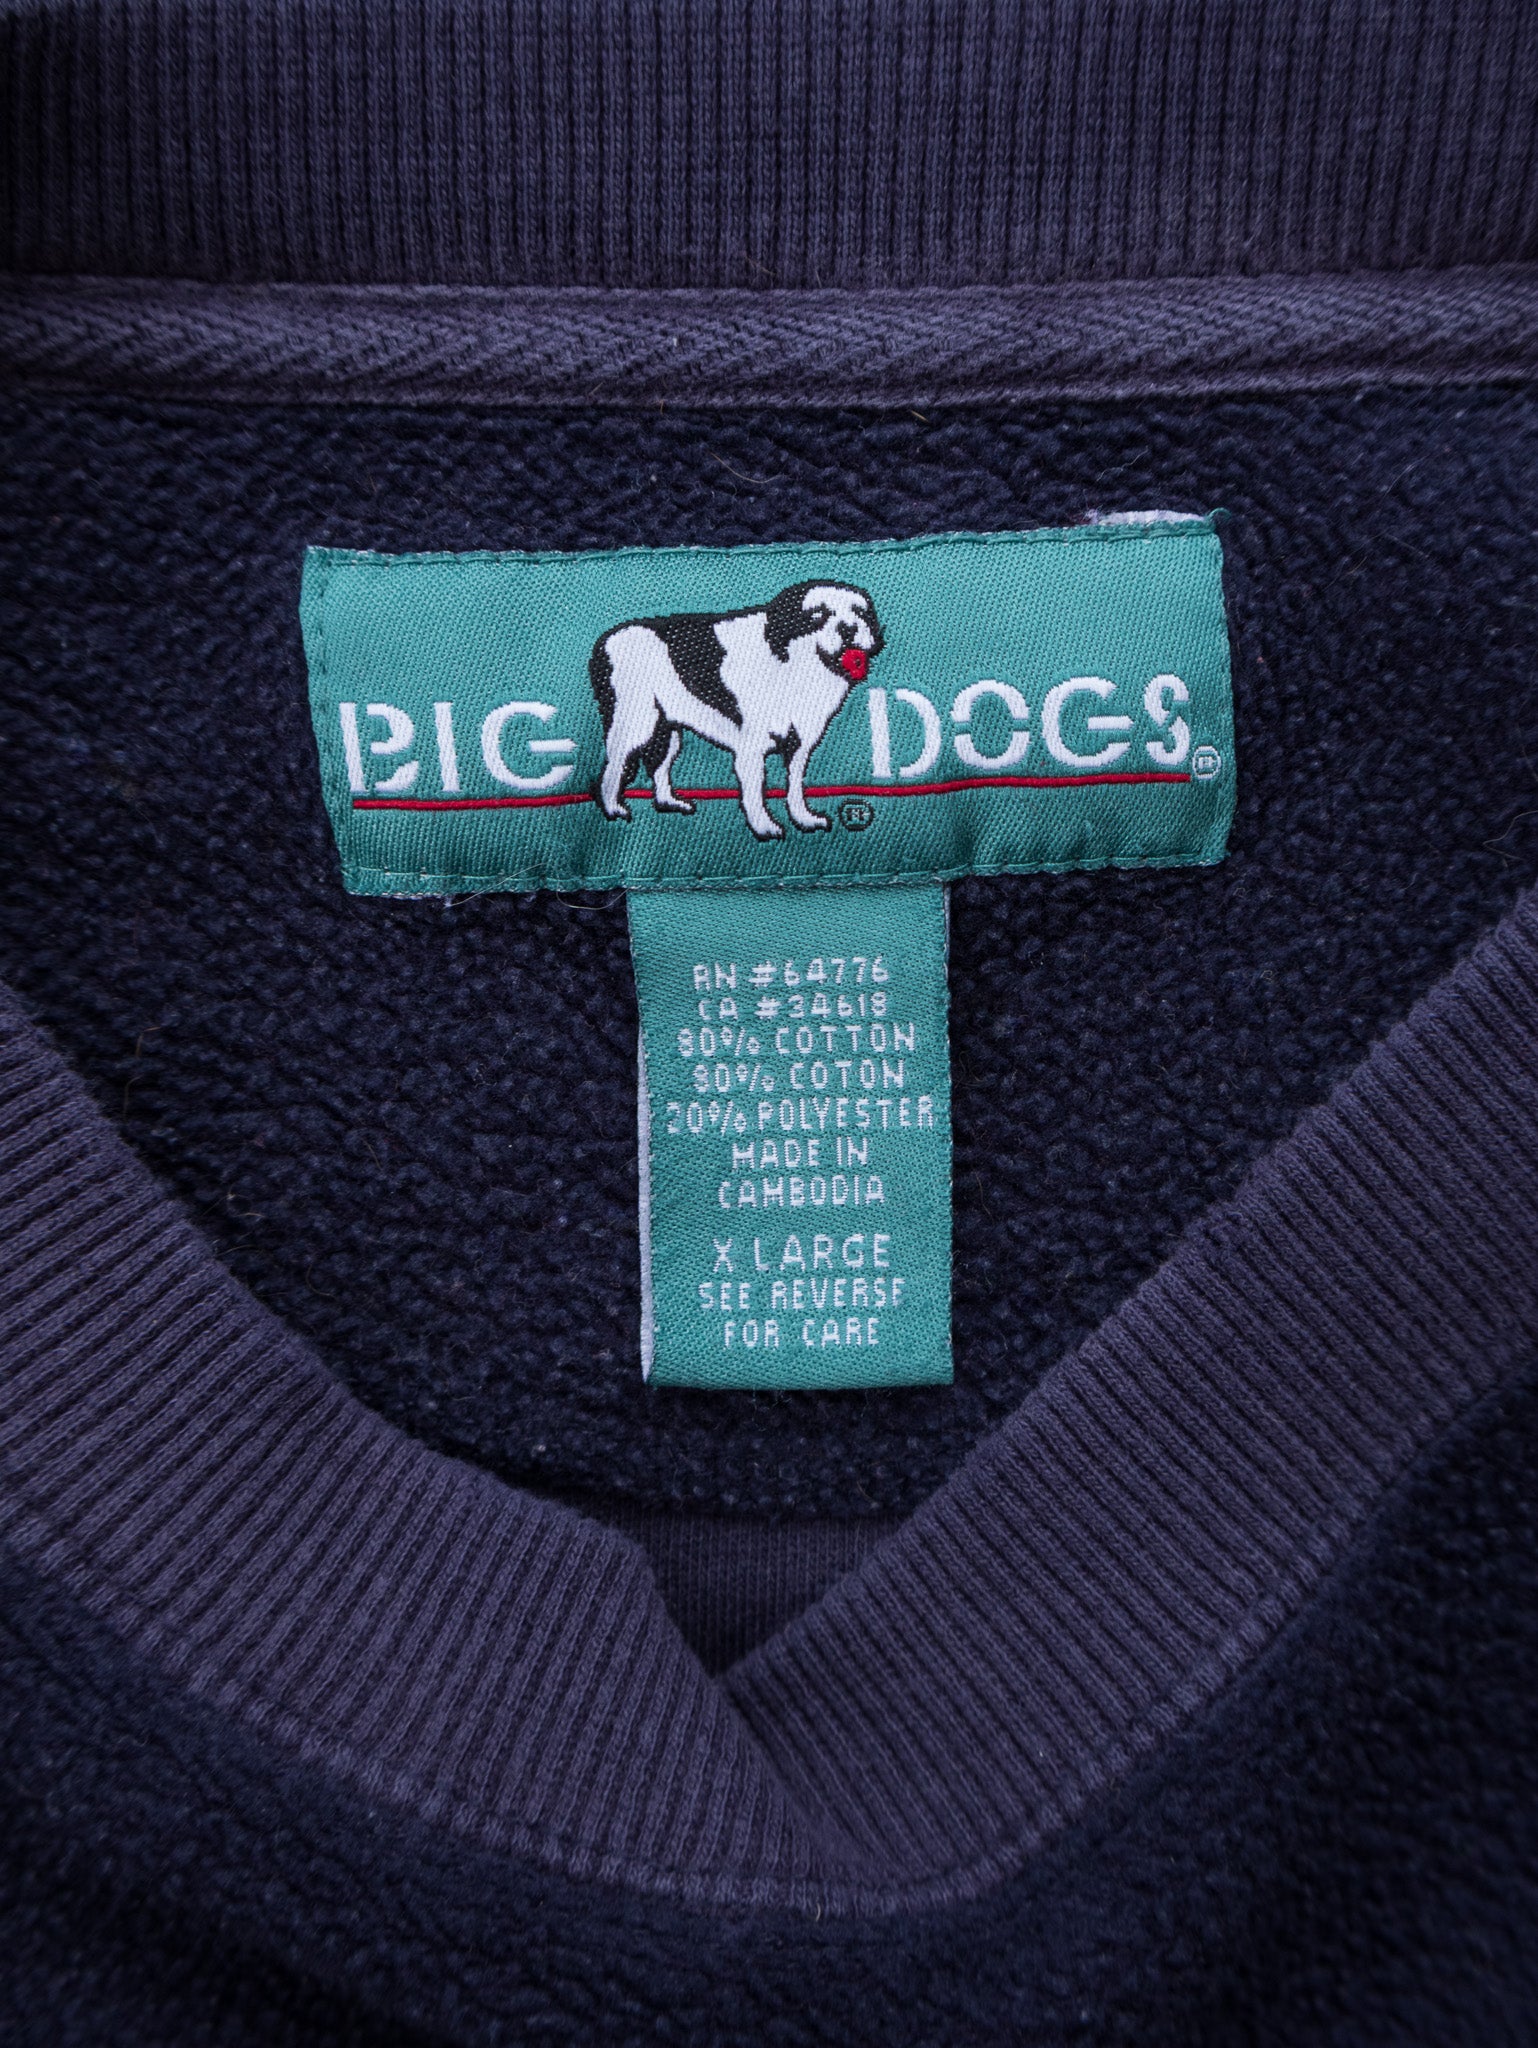 BIG DOGS®
®
RN #64776
CA #34618
80% COTTON
80% COTON
20% POLYESTER
MADE IN
CAMBODIA
X LARGE
SEE REVERSE
FOR CARE